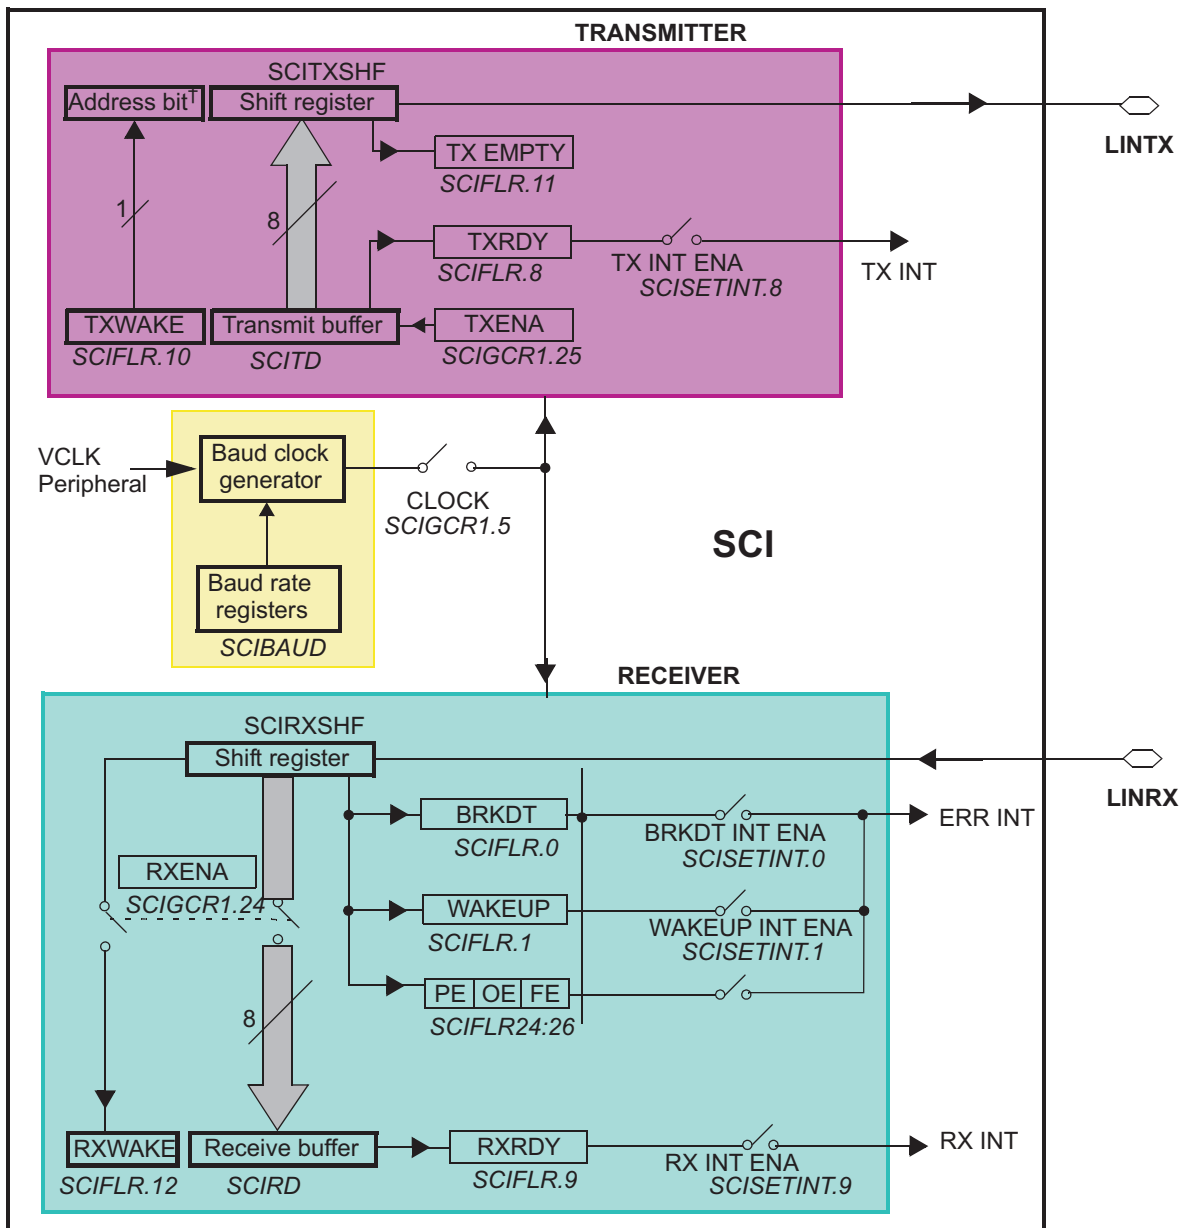 TRANSMITTER
SCITXSHF
Address bit†
Shift register
LINTX
TX EMPTY
SCIFLR.11
1
8
TXRDY
SCIFLR.8
TX INT ENA
SCISETINT.8
TX INT
TXWAKE
SCIFLR.10
Transmit buffer
SCITD
TXENA
SCIGCR1.25
VCLK
Peripheral
Baud clock
generator
CLOCK
SCIGCR1.5
SCI
Baud rate
registers
SCIBAUD
RECEIVER
SCIRXSHF
Shift register
LINRX
BRKDT
SCIFLR.0
BRKDT INT ENA
SCISETINT.0
ERR INT
RXENA
SCIGCR1.24
WAKEUP
SCIFLR.1
WAKEUP INT ENA
SCISETINT.1
PE OE FE
SCIFLR24:26
8
RXWAKE
SCIFLR.12
Receive buffer
SCIRD
RXRDY
SCIFLR.9
RX INT ENA
SCISETINT.9
RX INT